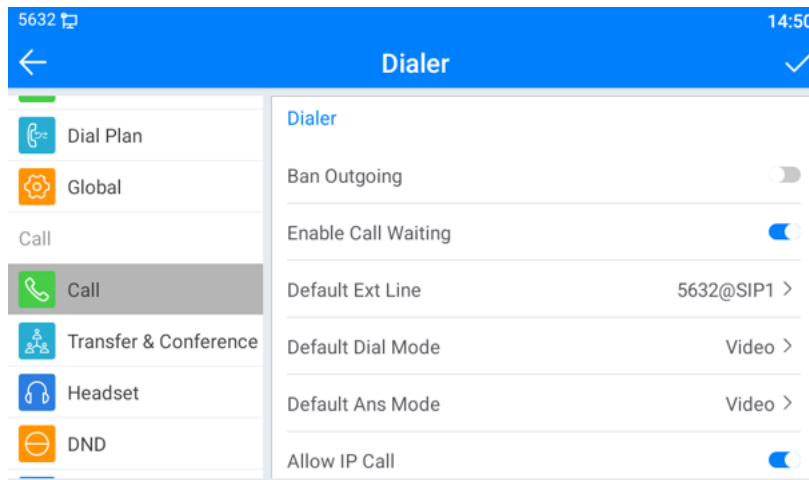 5632
14:50
Dialer
Dial Plan
Global
Call
Call
Transfer & Conference
Headset
DND
Dialer
Ban Outgoing
Enable Call Waiting
Default Ext Line 5632@SIP1 >
Default Dial Mode Video >
Default Ans Mode Video >
Allow IP Call